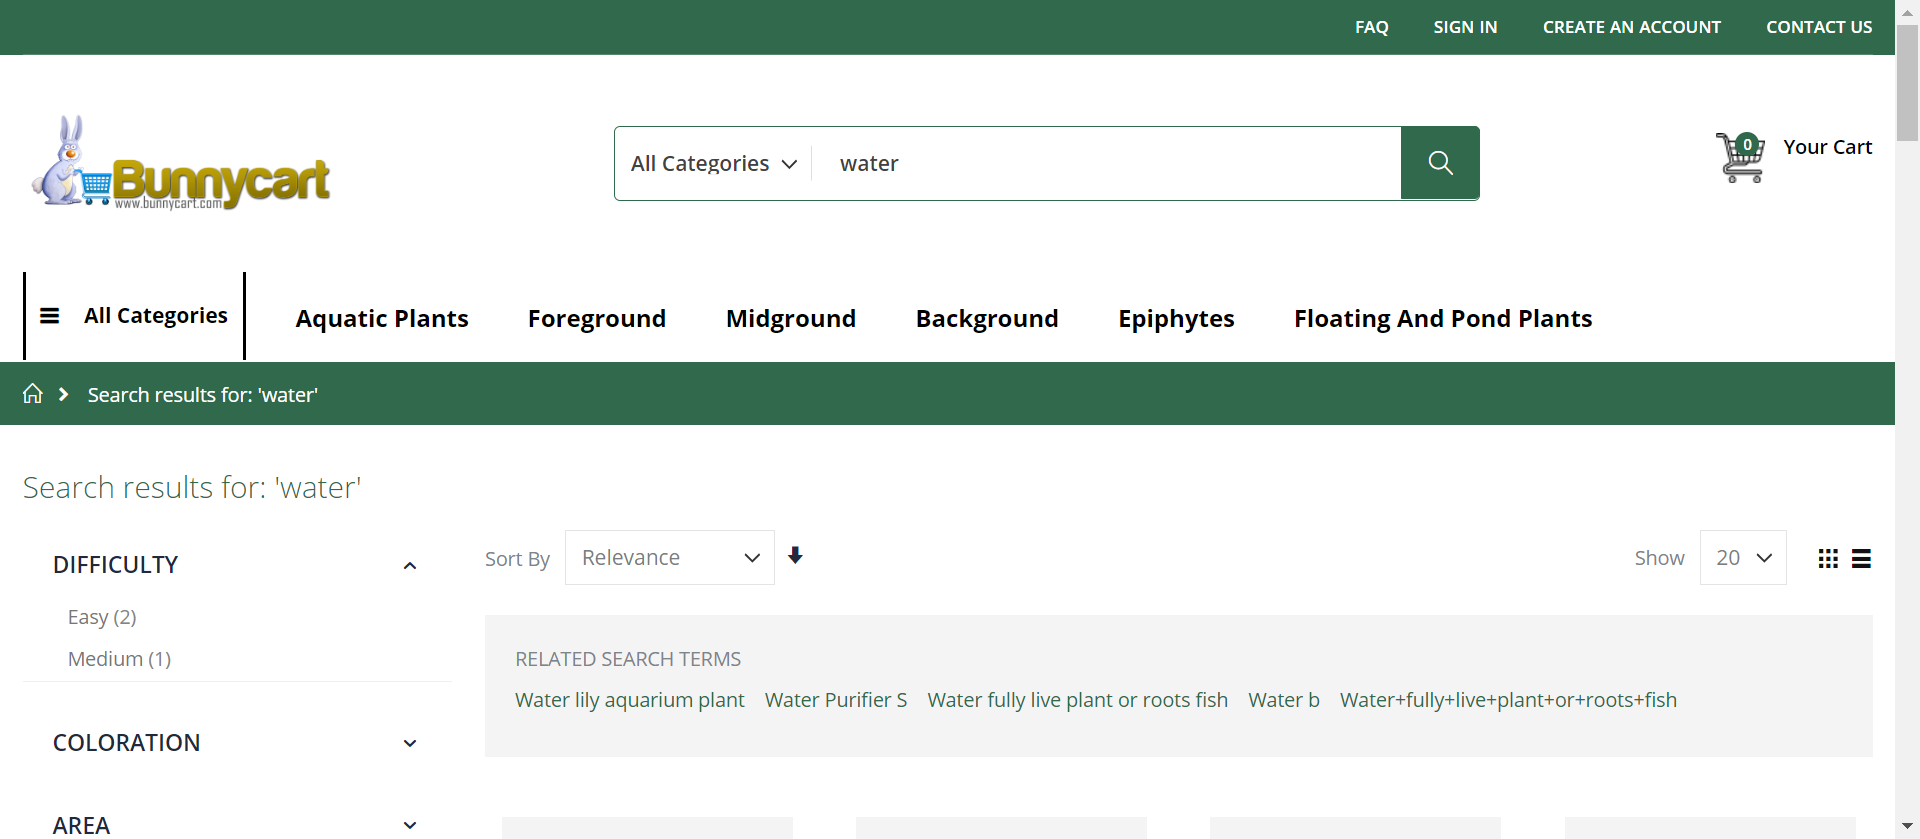 FAQ SIGN IN CREATE AN ACCOUNT CONTACT US
Bunnycart
www.bunnycart.com
All Categories water
0 Your Cart
All Categories Aquatic Plants Foreground Midground Background Epiphytes Floating And Pond Plants
Search results for: 'water'
Search results for: 'water'
DIFFICULTY
Easy (2)
Medium (1)
COLORATION
AREA
Sort By Relevance Show 20
RELATED SEARCH TERMS
Water lily aquarium plant Water Purifier S Water fully live plant or roots fish Water b Water+fully+live+plant+or+roots+fish